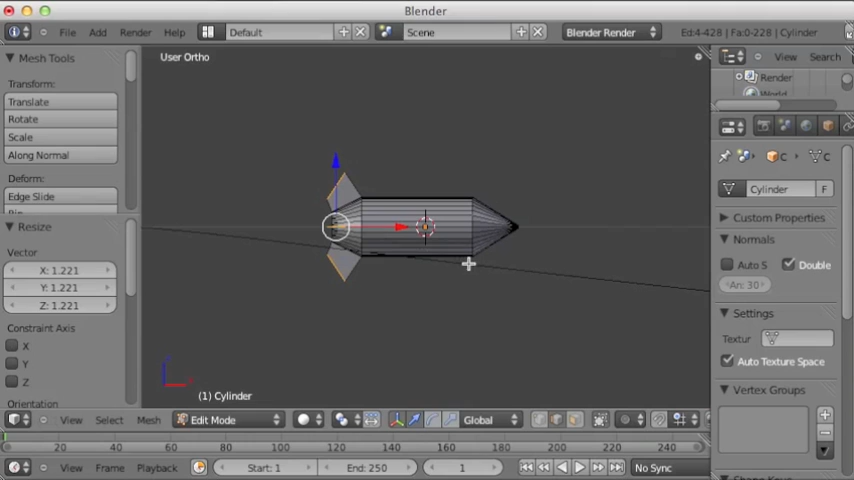 Blender
File Add Render Help Default Scene Blender Render Ed:4-428 | Fa:0-228 | Cylinder
Mesh Tools User Ortho View Search
Transform: Render
Translate World
Rotate
Scale
Along Normal C C
Deform: Cylinder F
Edge Slide
Custom Properties
Resize Normals
Vector Auto S Double
X: 1.221 An: 30
Y: 1.221
Z: 1.221 Settings
Constraint Axis Textur
X Auto Texture Space
Y
Z Vertex Groups
Orientation (1) Cylinder
View Select Mesh Edit Mode Global
20 40 60 80 100 120 140 160 180 200 220 240
View Frame Playback Start: 1 End: 250 1 No Sync